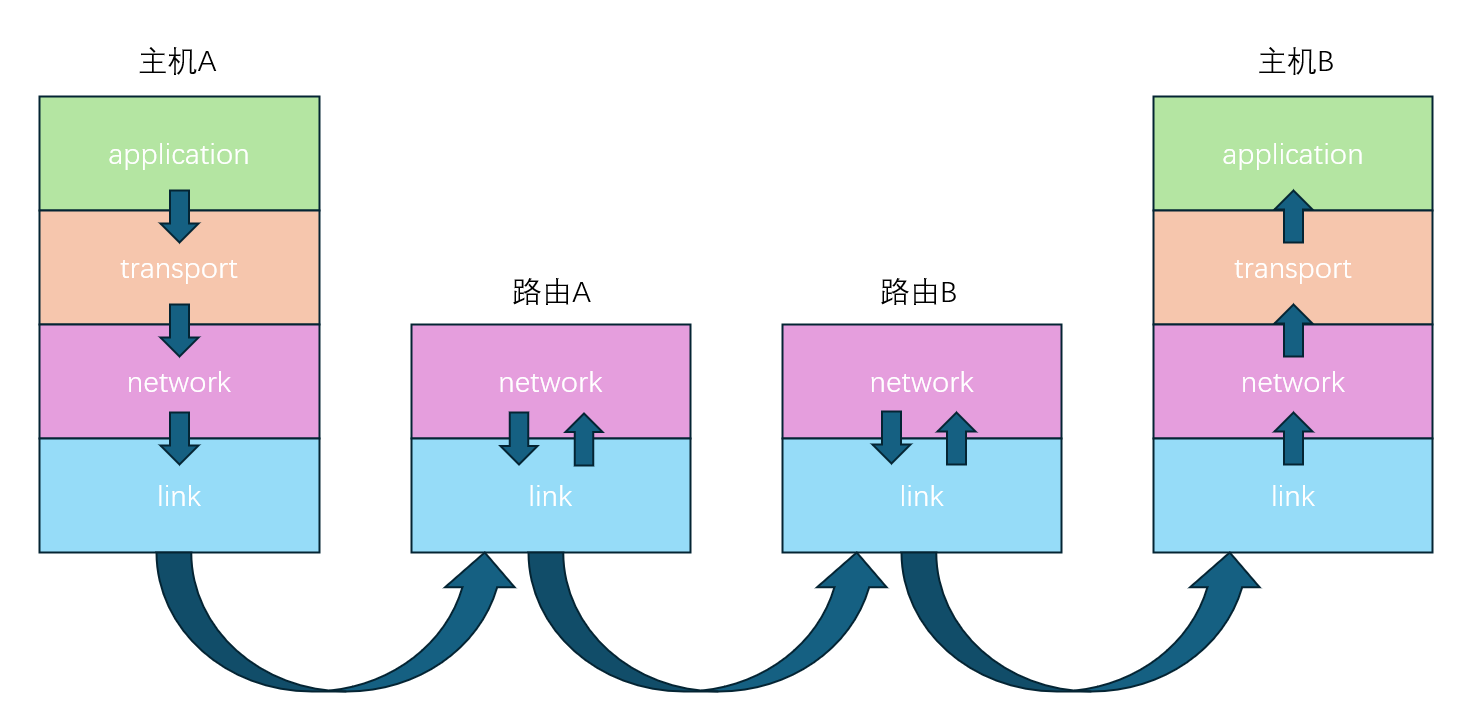 主机A
application
transport
network
link
路由A
network
link
路由B
network
link
主机B
application
transport
network
link